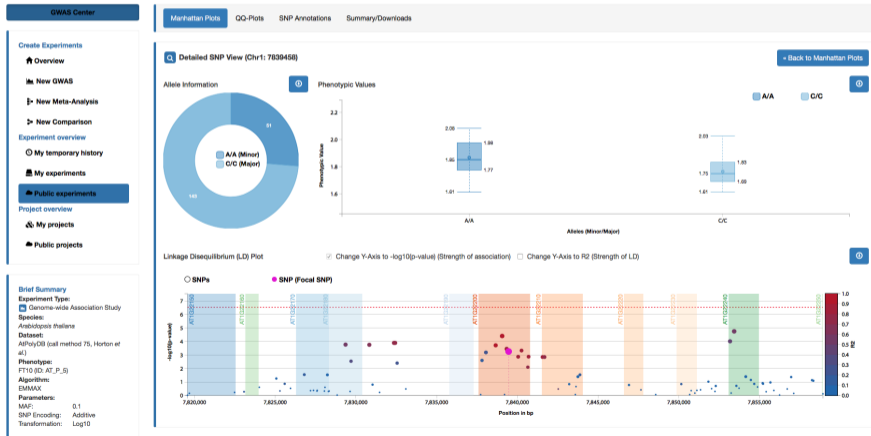 GWAS Center
Create Experiments
Overview
New GWAS
New Meta-Analysis
New Comparison
Experiment overview
My temporary history
My experiments
Public experiments
Project overview
My projects
Public projects
Brief Summary
Experiment Type:
Genome-wide Association Study
Species:
Arabidopsis thaliana
Dataset:
AtPolyDB (call method 75, Horton et
al.)
Phenotype:
FT10 (ID: AT_P_5)
Algorithm:
EMMAX
Parameters:
MAF: 0.1
SNP Encoding: Additive
Transformation: Log10
Manhattan Plots QQ-Plots SNP Annotations Summary/Downloads
Detailed SNP View (Chr1: 7839458)
Back to Manhattan Plots
Allele Information
51
A/A (Minor)
C/C (Major)
Phenotypic Values
A/A C/C
Phenotypic Value
2.2
2.0
1.8
1.6
2.09
1.98
1.85
1.77
1.61
2.03
1.83
1.75
1.61
A/A C/C
Alleles (Minor/Major)
Linkage Disequilibrium (LD) Plot
Change Y-Axis to -log10(p-value) (Strength of association)
Change Y-Axis to R2 (Strength of LD)
SNPs SNP (Focal SNP)
-log10(p-value)
7
6
5
4
3
2
1
0
7,820,000 7,825,000 7,830,000 7,835,000 7,840,000 7,845,000 7,850,000 7,855,000
Position in bp
1.0
0.9
0.8
0.7
0.6
0.5
0.4
0.3
0.2
0.1
0.0
R2